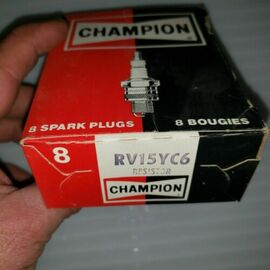 CHAMPION
8 SPARK PLUGS 8 BOUGIES
8 RV15YC6
RESISTOR
CHAMPION